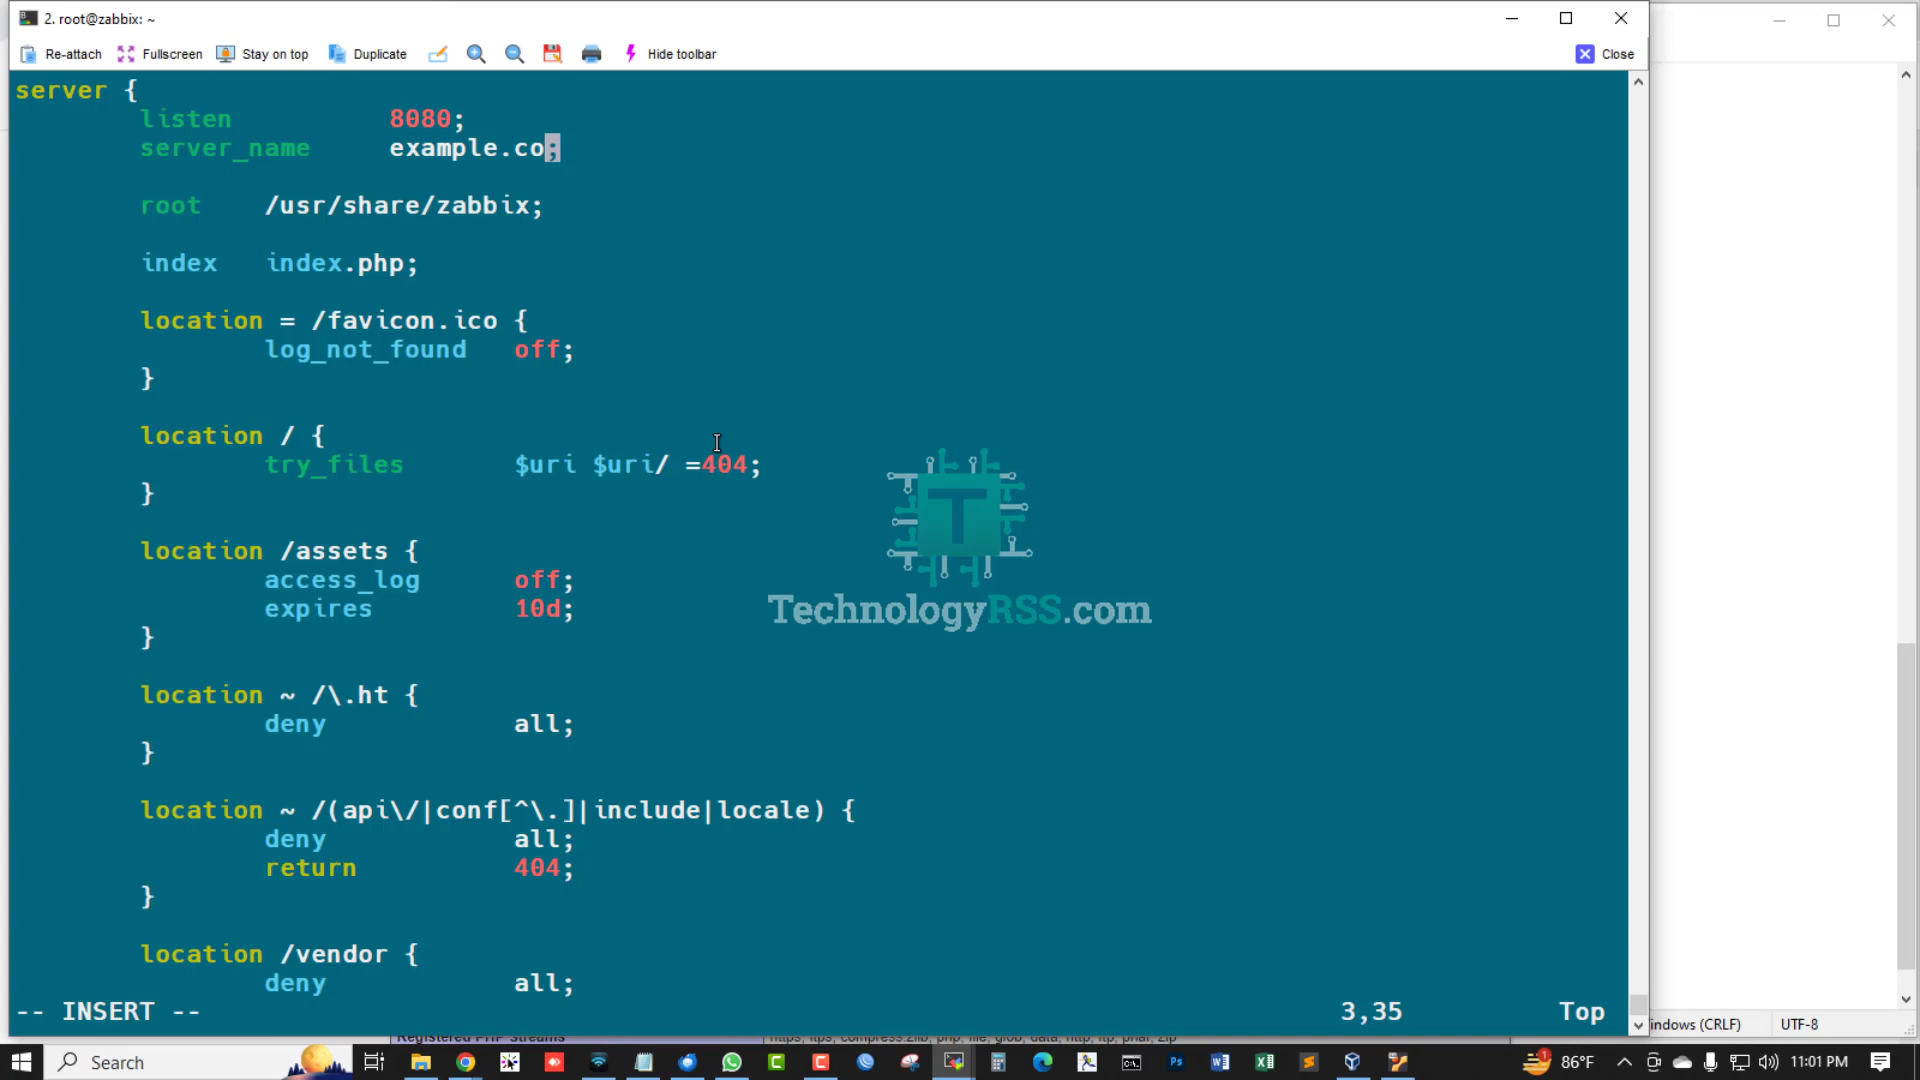 2. root@zabbix: ~
Re-attach Fullscreen Stay on top Duplicate Hide toolbar Close
server {
listen 8080;
server_name example.co;
root /usr/share/zabbix;
index index.php;
location = /favicon.ico {
log_not_found off;
}
location / {
try_files $uri $uri/ =404;
}
location /assets {
access_log off;
expires 10d;
}
location ~ /\.ht {
deny all;
}
location ~ /(api\/|conf[^\.]|include|locale) {
deny all;
return 404;
}
location /vendor {
deny all;
-- INSERT -- 3,35 Top
T
TechnologyRSS.com
indows (CRLF) UTF-8
Search
86°F 11:01 PM